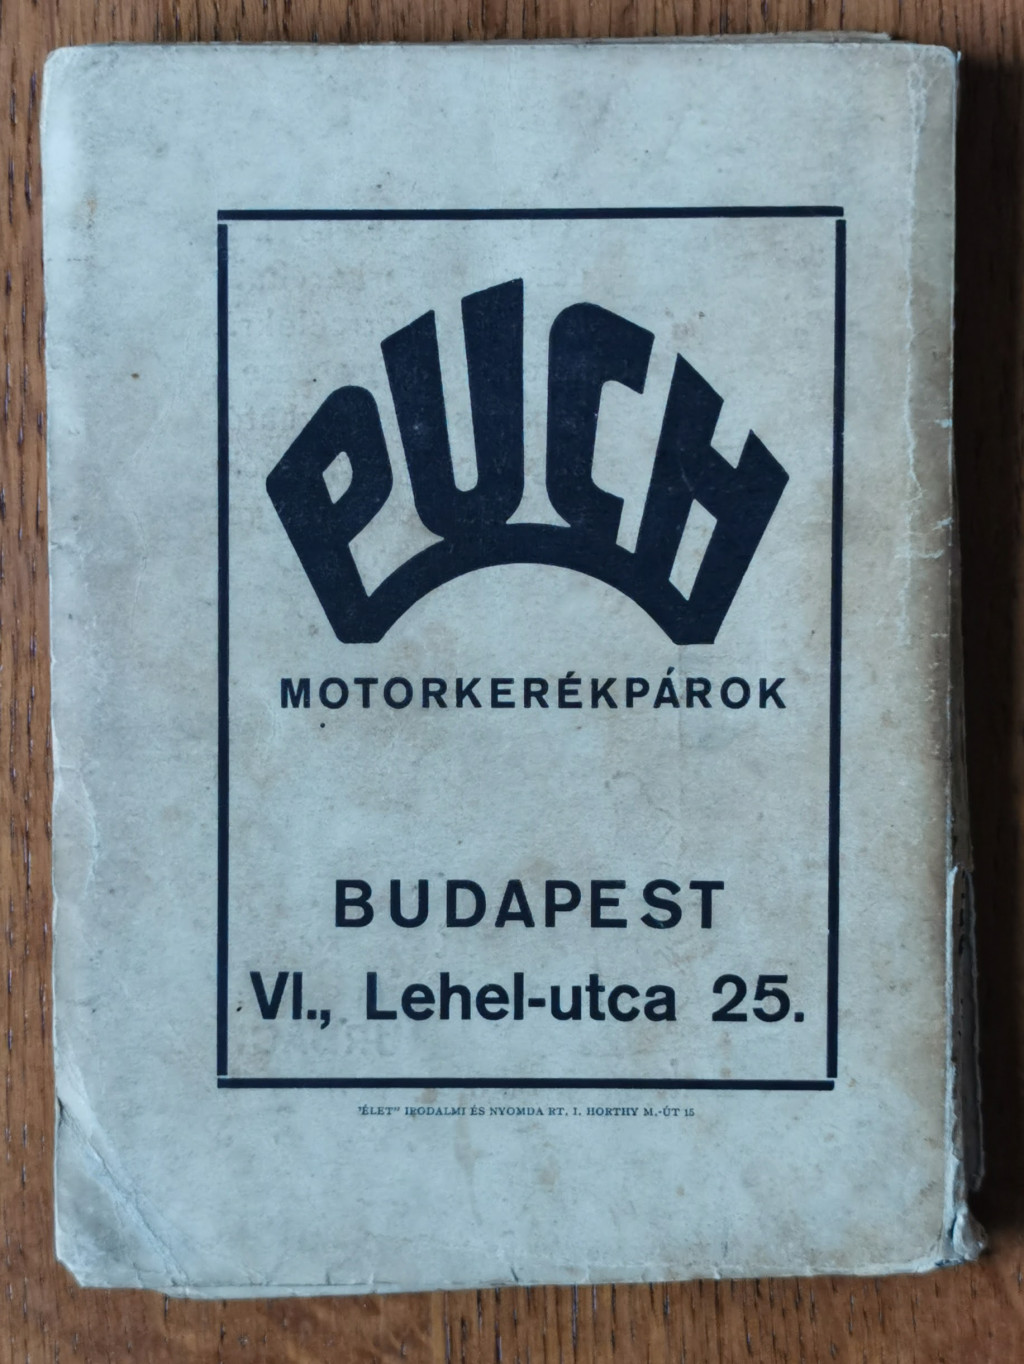 PUCH
MOTORKERÉKPÁROK
BUDAPEST
VI., Lehel-utca 25.
"ÉLET" IRODALMI ÉS NYOMDA RT. I. HORTHY M.-ÚT 15